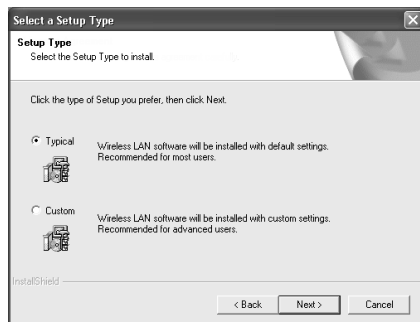 Select a Setup Type
Setup Type
Select the Setup Type to install.
Click the type of Setup you prefer, then click Next.
Typical
Wireless LAN software will be installed with default settings.
Recommended for most users.
Custom
Wireless LAN software will be installed with custom settings.
Recommended for advanced users.
InstallShield
< Back Next > Cancel